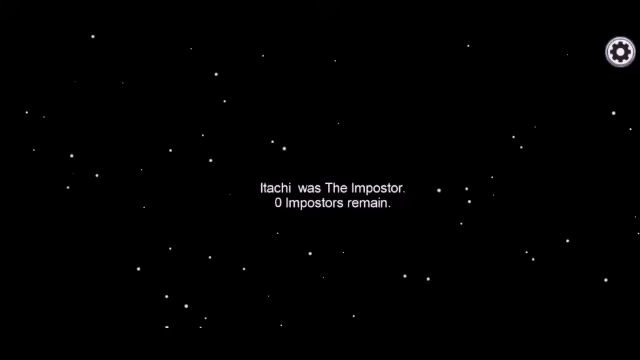 Itachi  was The Impostor.
0 Impostors remain.